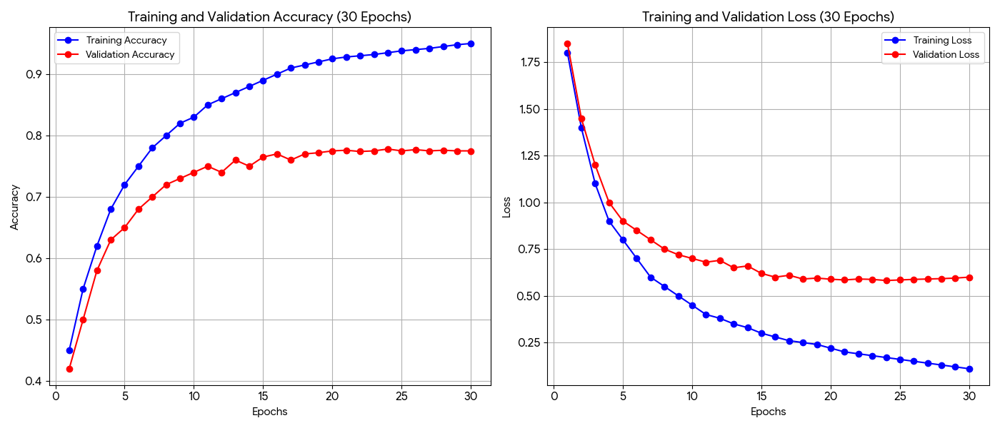 Training and Validation Accuracy (30 Epochs)
Training Accuracy
Validation Accuracy
Accuracy
0.9
0.8
0.7
0.6
0.5
0.4
0 5 10 15 20 25 30
Epochs
Training and Validation Loss (30 Epochs)
Training Loss
Validation Loss
Loss
1.75
1.50
1.25
1.00
0.75
0.50
0.25
0 5 10 15 20 25 30
Epochs